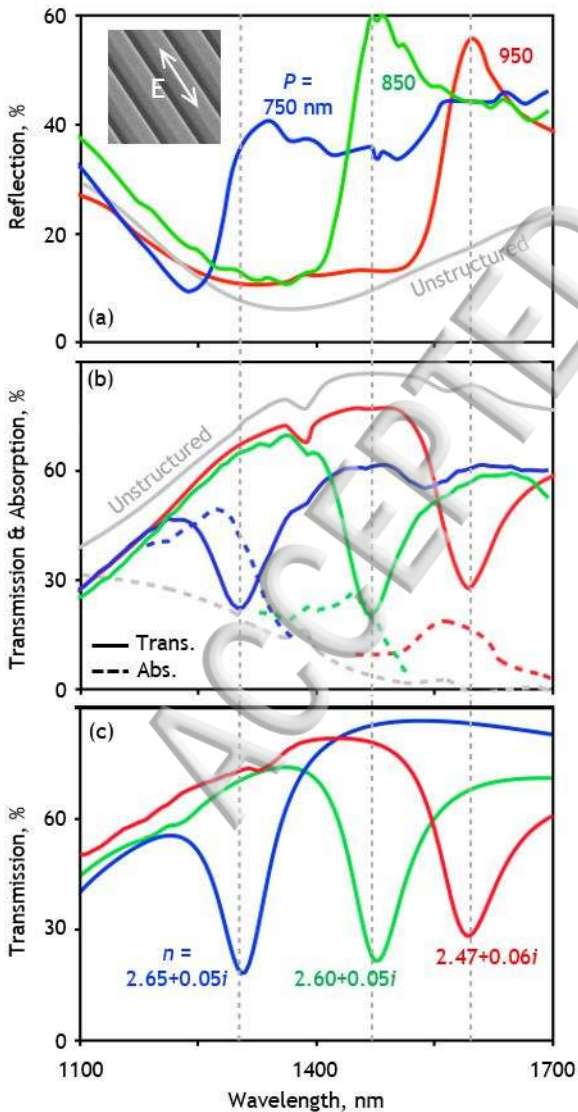 60
40
20
0
Reflection, %
E
P =
750 nm
850
950
Unstructured
(a)
(b)
60
30
0
Transmission & Absorption, %
Unstructured
Trans.
Abs.
(c)
60
30
0
Transmission, %
n =
2.65+0.05i
2.60+0.05i
2.47+0.06i
1100
1400
1700
Wavelength, nm
ACCEPTED